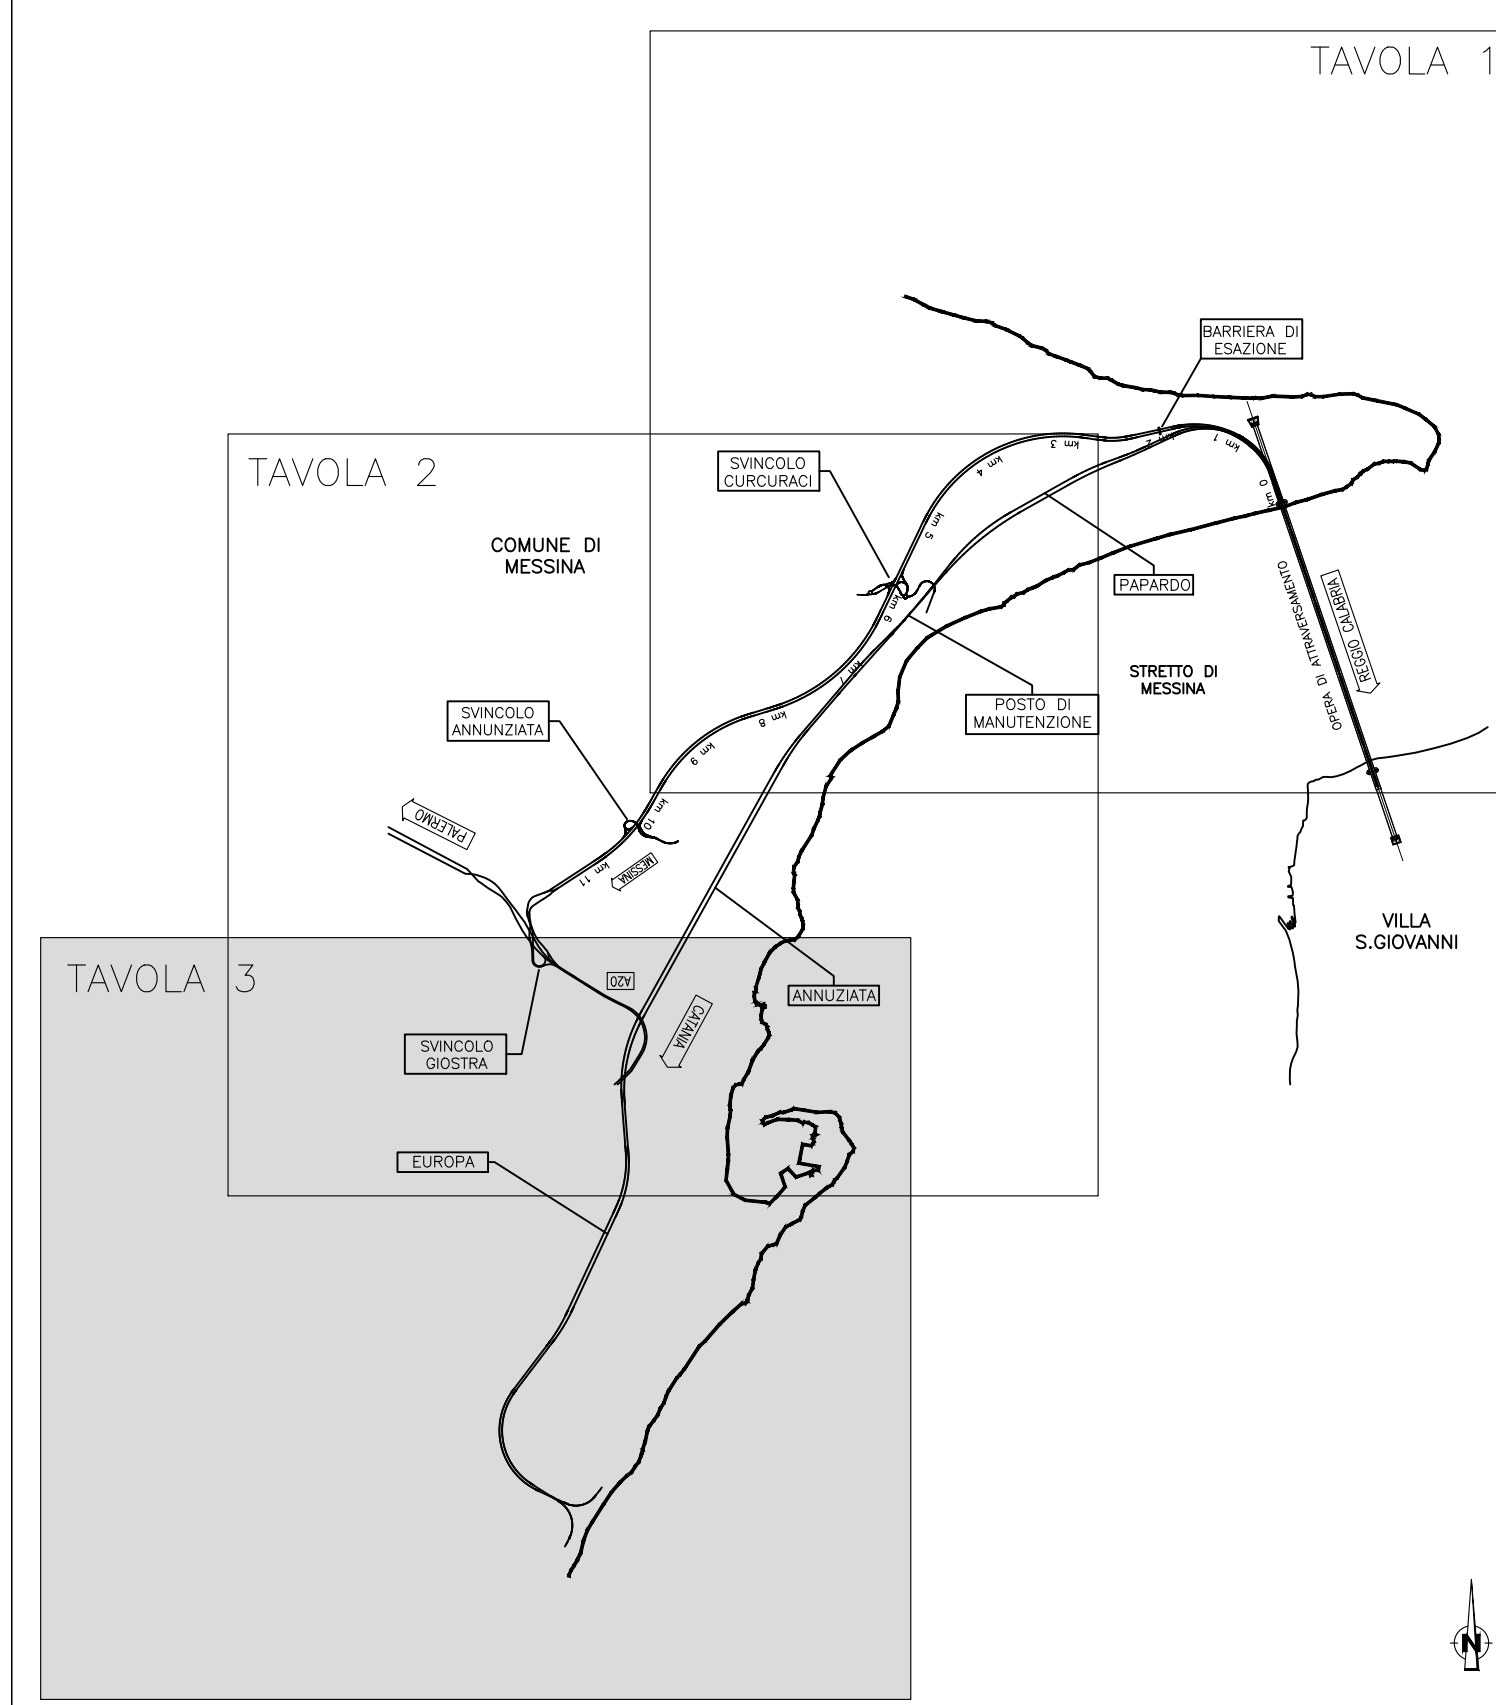 TAVOLA 1
BARRIERA DI
ESAZIONE
TAVOLA 2
SVINCOLO
CURCURACI
COMUNE DI
MESSINA
km 0
km 1
km 2
km 3
km 4
km 5
km 6
km 7
km 8
km 9
km 10
km 11
PAPARDO
OPERA DI ATTRAVERSAMENTO
REGGIO CALABRIA
STRETTO DI
MESSINA
POSTO DI
MANUTENZIONE
SVINCOLO
ANNUNZIATA
PALERMO
MESSINA
VILLA
S.GIOVANNI
TAVOLA 3
A20
ANNUZIATA
CATANIA
SVINCOLO
GIOSTRA
EUROPA
N